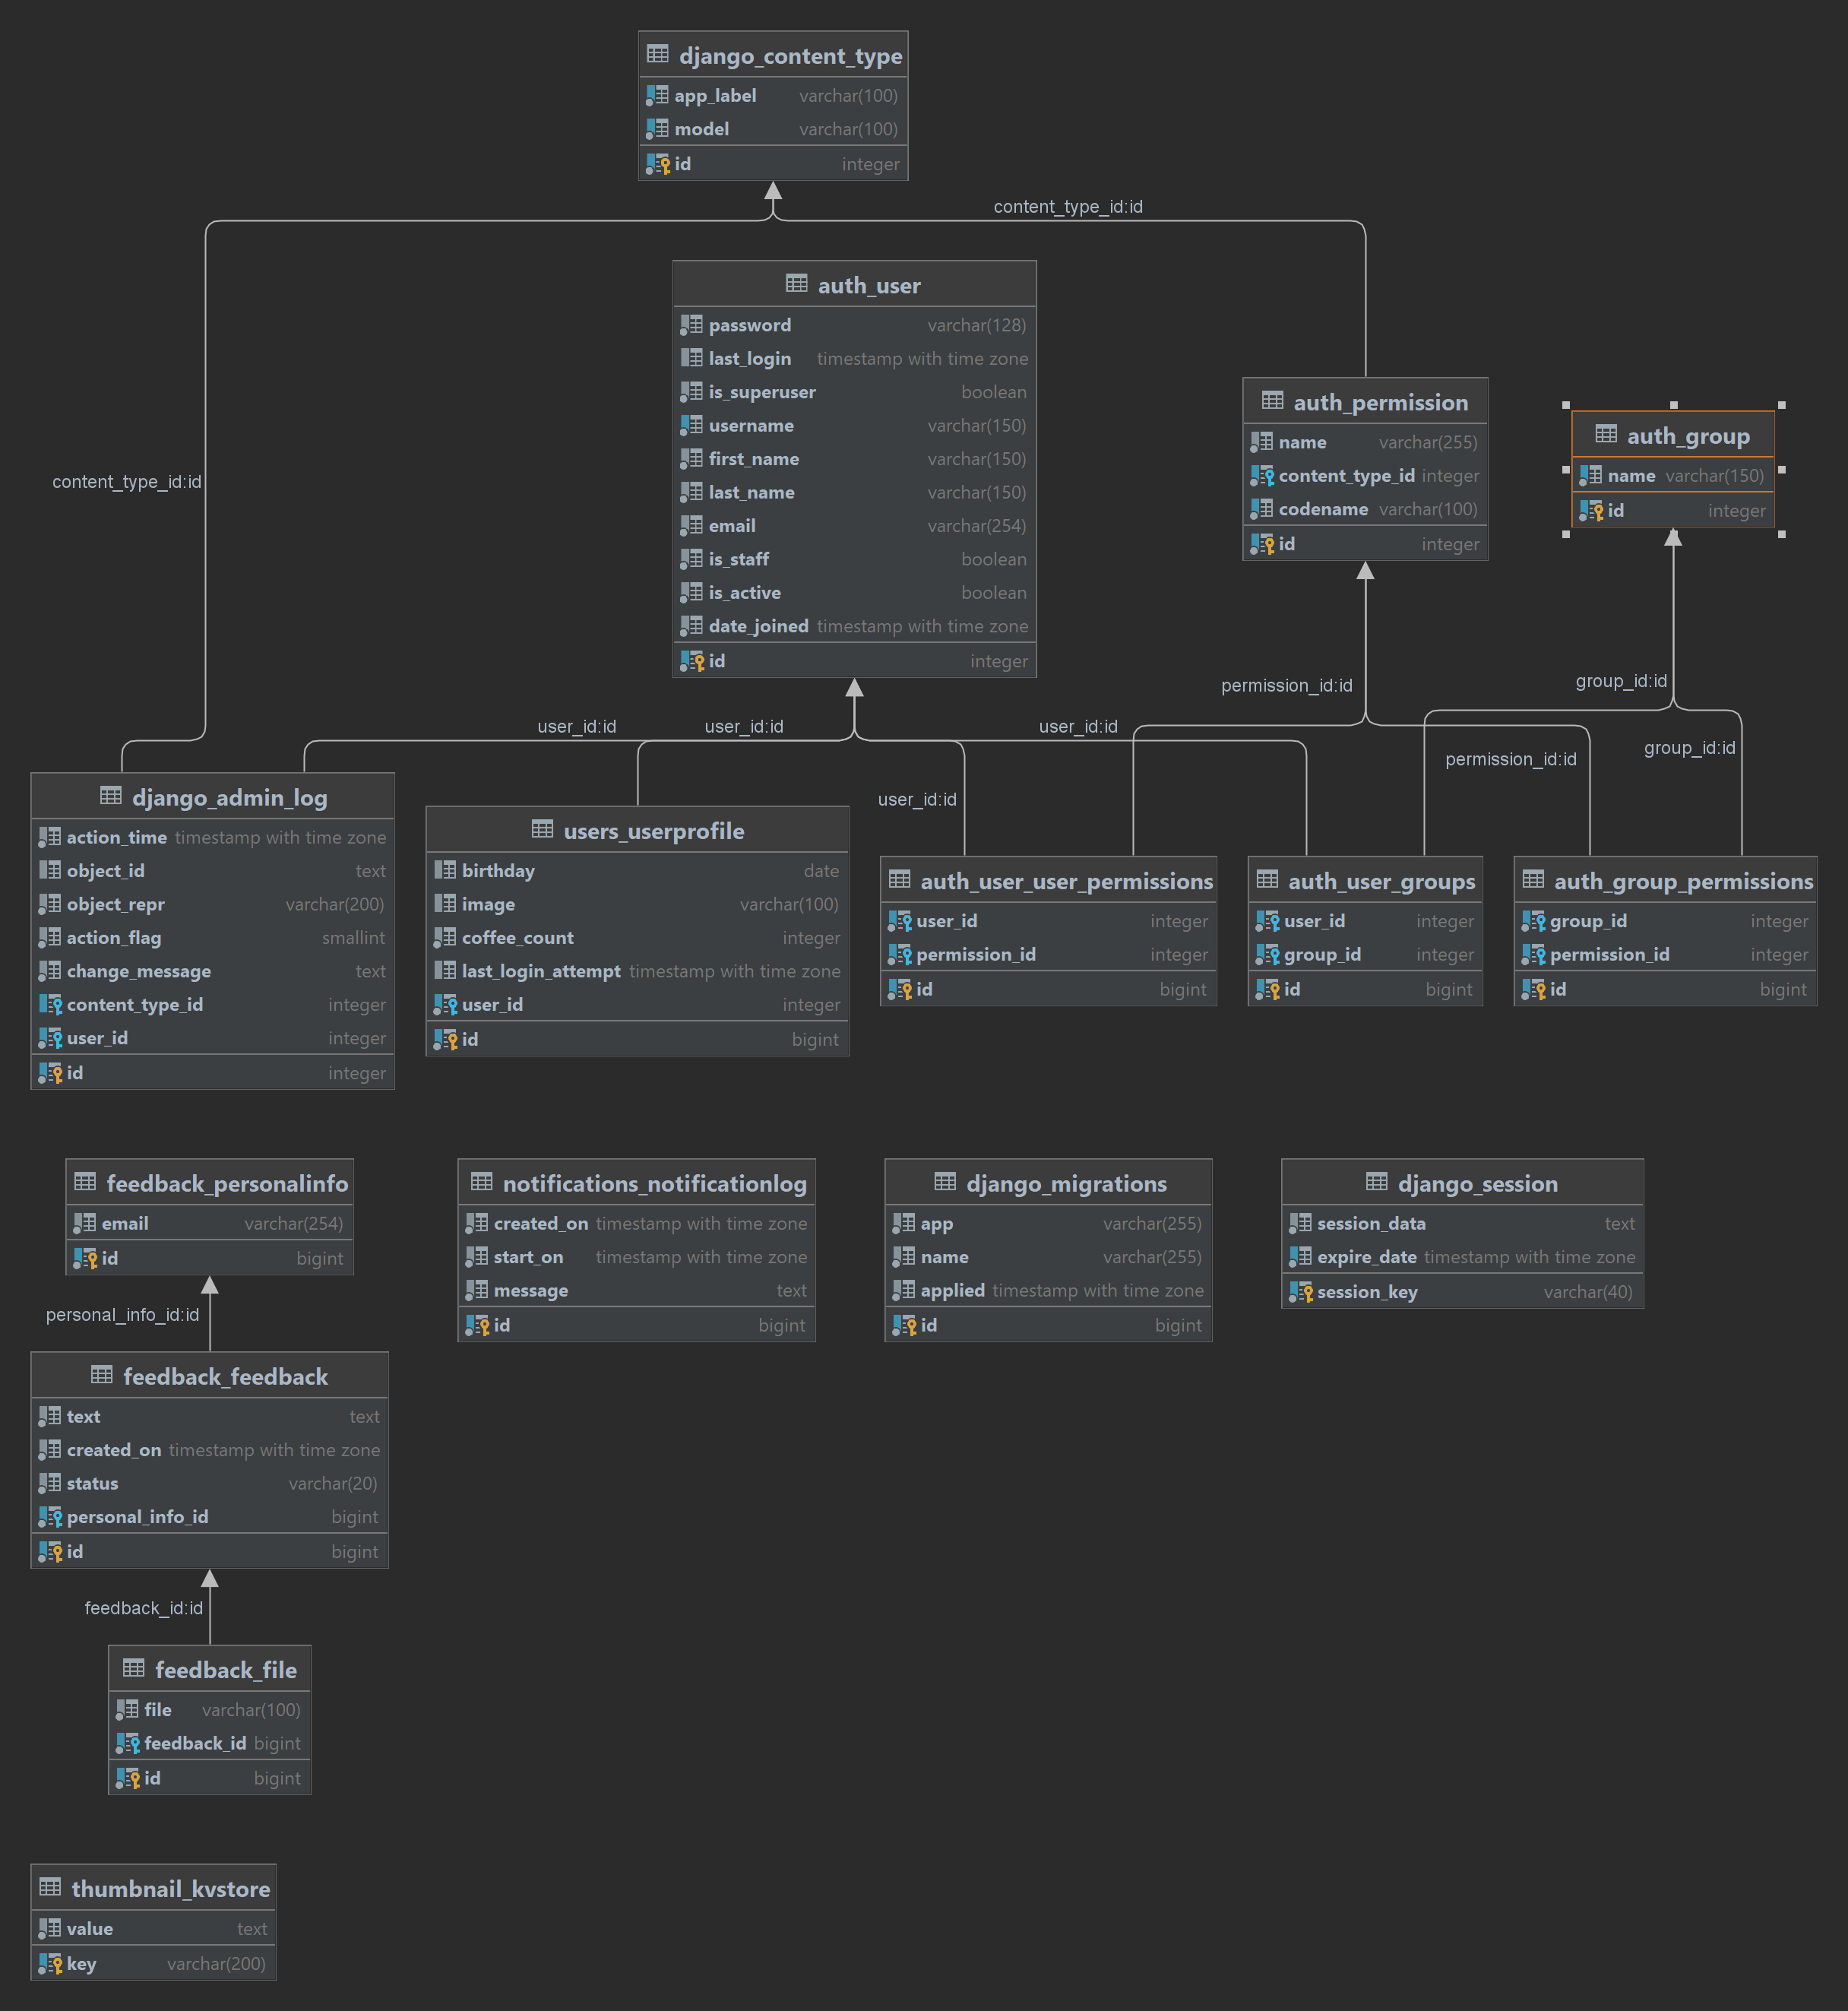 django_content_type
app_label varchar(100)
model varchar(100)
id integer
content_type_id:id
content_type_id:id
auth_user
password varchar(128)
last_login timestamp with time zone
is_superuser boolean
username varchar(150)
first_name varchar(150)
last_name varchar(150)
email varchar(254)
is_staff boolean
is_active boolean
date_joined timestamp with time zone
id integer
auth_permission
name varchar(255)
content_type_id integer
codename varchar(100)
id integer
auth_group
name varchar(150)
id integer
permission_id:id
group_id:id
user_id:id
user_id:id
user_id:id
user_id:id
permission_id:id
group_id:id
django_admin_log
action_time timestamp with time zone
object_id text
object_repr varchar(200)
action_flag smallint
change_message text
content_type_id integer
user_id integer
id integer
users_userprofile
birthday date
image varchar(100)
coffee_count integer
last_login_attempt timestamp with time zone
user_id integer
id bigint
auth_user_user_permissions
user_id integer
permission_id integer
id bigint
auth_user_groups
user_id integer
group_id integer
id bigint
auth_group_permissions
group_id integer
permission_id integer
id bigint
feedback_personalinfo
email varchar(254)
id bigint
notifications_notificationlog
created_on timestamp with time zone
start_on timestamp with time zone
message text
id bigint
django_migrations
app varchar(255)
name varchar(255)
applied timestamp with time zone
id bigint
django_session
session_data text
expire_date timestamp with time zone
session_key varchar(40)
personal_info_id:id
feedback_feedback
text text
created_on timestamp with time zone
status varchar(20)
personal_info_id bigint
id bigint
feedback_id:id
feedback_file
file varchar(100)
feedback_id bigint
id bigint
thumbnail_kvstore
value text
key varchar(200)